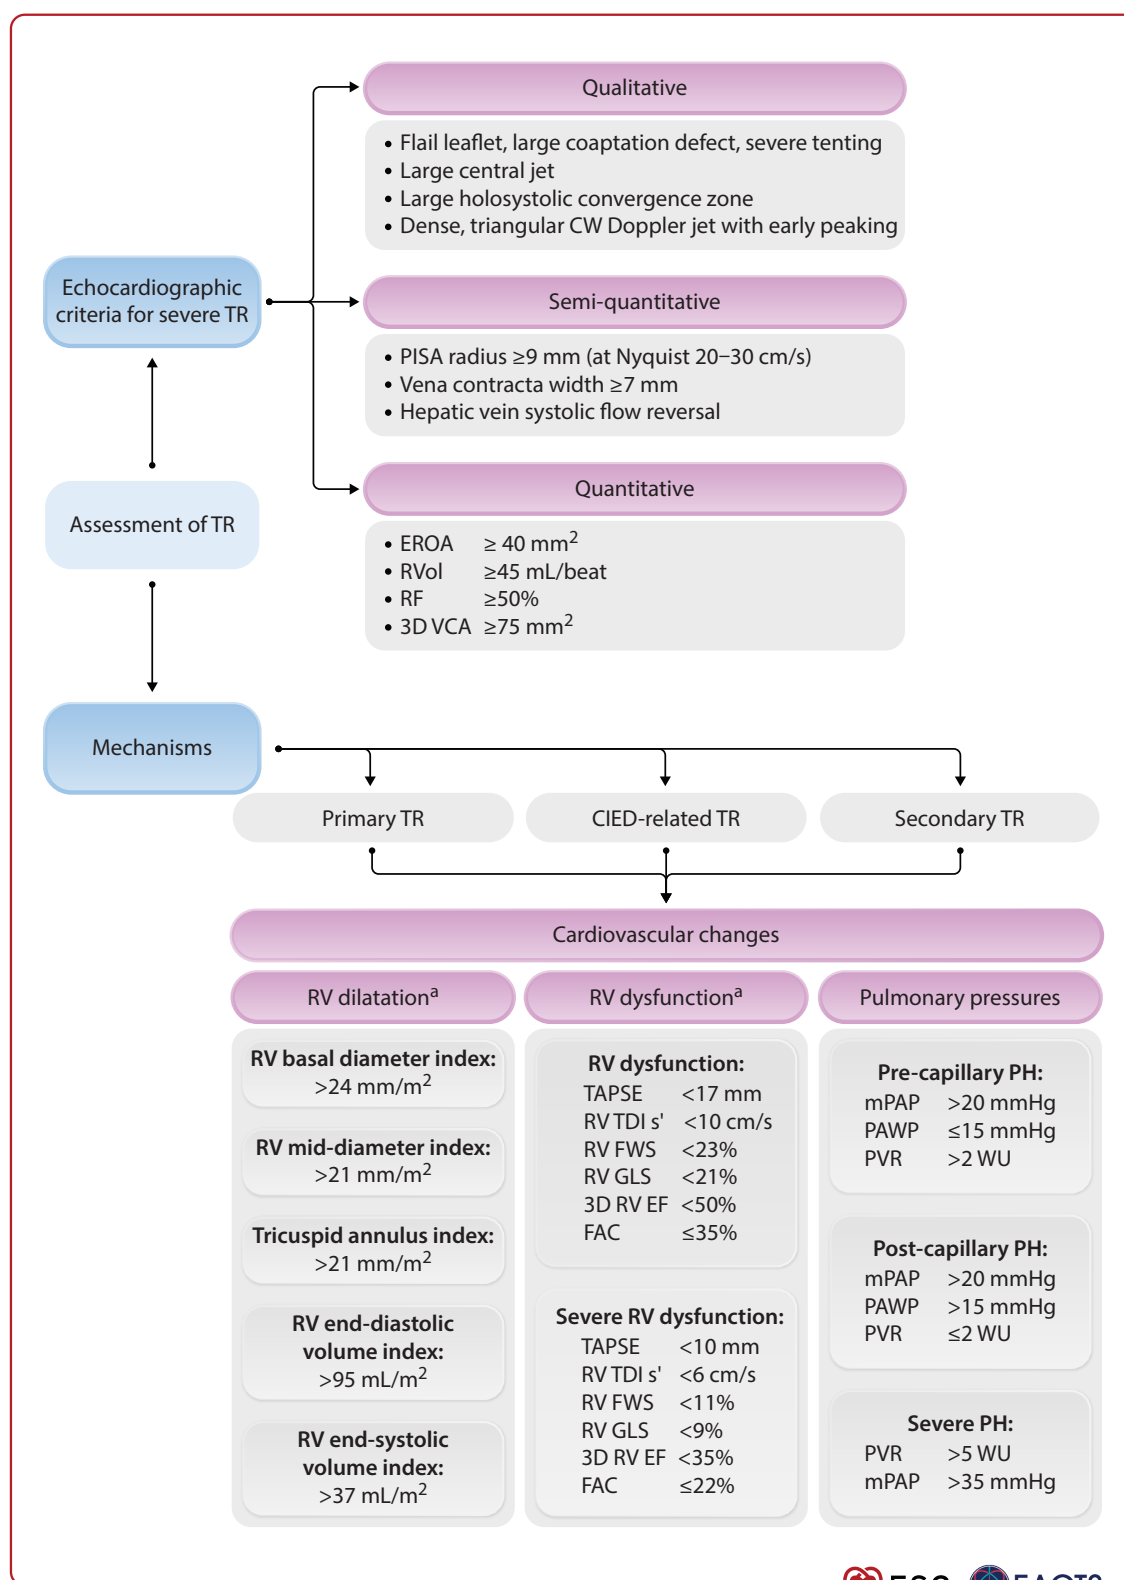 Qualitative
• Flail leaflet, large coaptation defect, severe tenting
• Large central jet
• Large holosystolic convergence zone
• Dense, triangular CW Doppler jet with early peaking
Echocardiographic
criteria for severe TR
Semi-quantitative
• PISA radius ≥9 mm (at Nyquist 20–30 cm/s)
• Vena contracta width ≥7 mm
• Hepatic vein systolic flow reversal
Quantitative
Assessment of TR
• EROA ≥ 40 mm²
• RVol ≥45 mL/beat
• RF ≥50%
• 3D VCA ≥75 mm²
Mechanisms
Primary TR
CIED-related TR
Secondary TR
Cardiovascular changes
RV dilatationᵃ
RV basal diameter index:
>24 mm/m²
RV mid-diameter index:
>21 mm/m²
Tricuspid annulus index:
>21 mm/m²
RV end-diastolic
volume index:
>95 mL/m²
RV end-systolic
volume index:
>37 mL/m²
RV dysfunctionᵃ
RV dysfunction:
TAPSE <17 mm
RV TDI s' <10 cm/s
RV FWS <23%
RV GLS <21%
3D RV EF <50%
FAC ≤35%
Severe RV dysfunction:
TAPSE <10 mm
RV TDI s' <6 cm/s
RV FWS <11%
RV GLS <9%
3D RV EF <35%
FAC ≤22%
Pulmonary pressures
Pre-capillary PH:
mPAP >20 mmHg
PAWP ≤15 mmHg
PVR >2 WU
Post-capillary PH:
mPAP >20 mmHg
PAWP >15 mmHg
PVR ≤2 WU
Severe PH:
PVR >5 WU
mPAP >35 mmHg
ESC EACTS